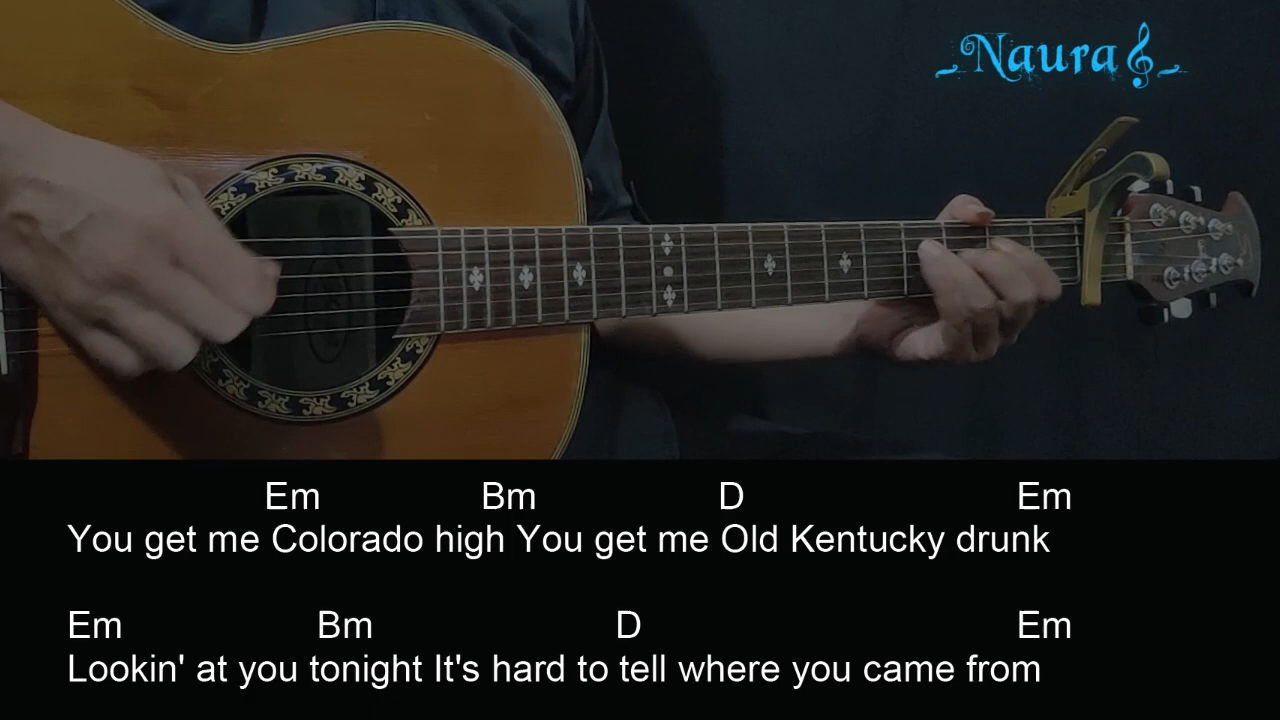 Naura
Em Bm D Em
You get me Colorado high You get me Old Kentucky drunk
Em Bm D Em
Lookin' at you tonight It's hard to tell where you came from